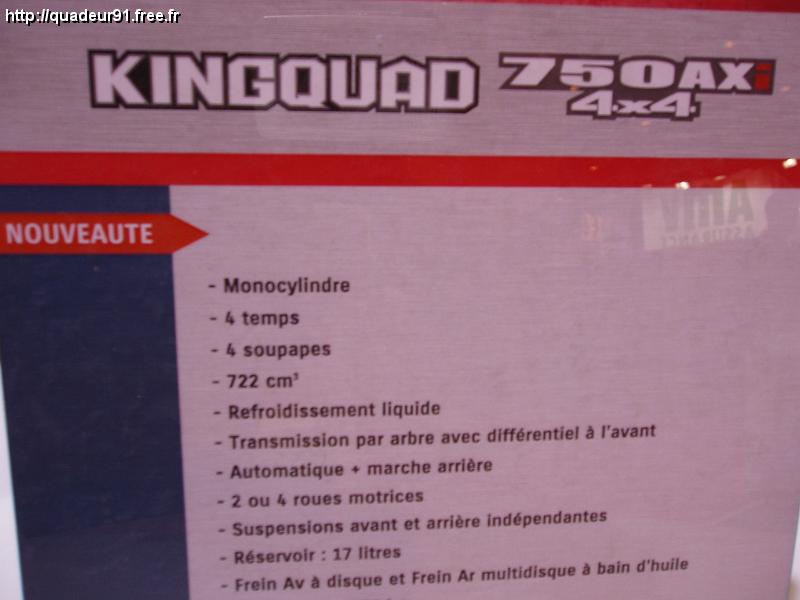 http://quadeur91.free.fr
KINGQUAD 750AXi
4x4
NOUVEAUTE
- Monocylindre
- 4 temps
- 4 soupapes
- 722 cm³
- Refroidissement liquide
- Transmission par arbre avec différentiel à l'avant
- Automatique + marche arrière
- 2 ou 4 roues motrices
- Suspensions avant et arrière indépendantes
- Réservoir : 17 litres
- Frein Av à disque et Frein Ar multidisque à bain d'huile